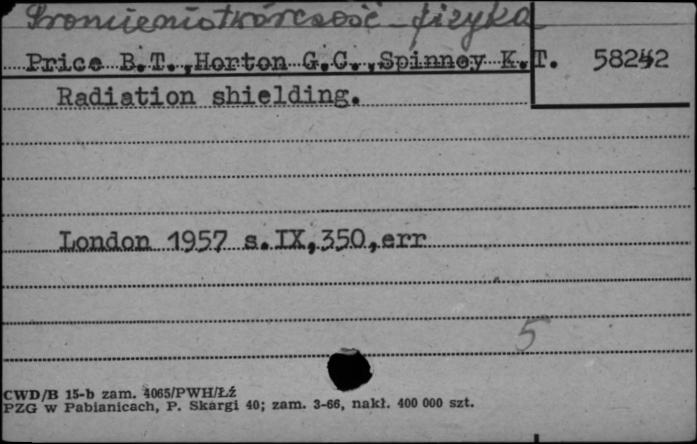 Promieniotwórczość - fizyka
Price B.T.,Horton G.C.,Spinney K.T. 58242
Radiation shielding.
London 1957 s.IX,350,err
5
CWD/B 15-b zam. 4065/PWH/ŁŹ
PZG w Pabianicach, P. Skargi 40; zam. 3-66, nakł. 400 000 szt.